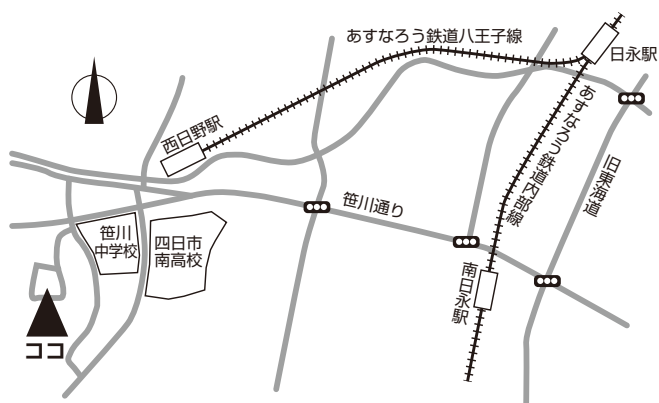 あすなろう鉄道八王子線
日永駅
西日野駅
あすなろう鉄道内部線
旧東海道
笹川通り
笹川
中学校
四日市
南高校
南日永駅
ココ